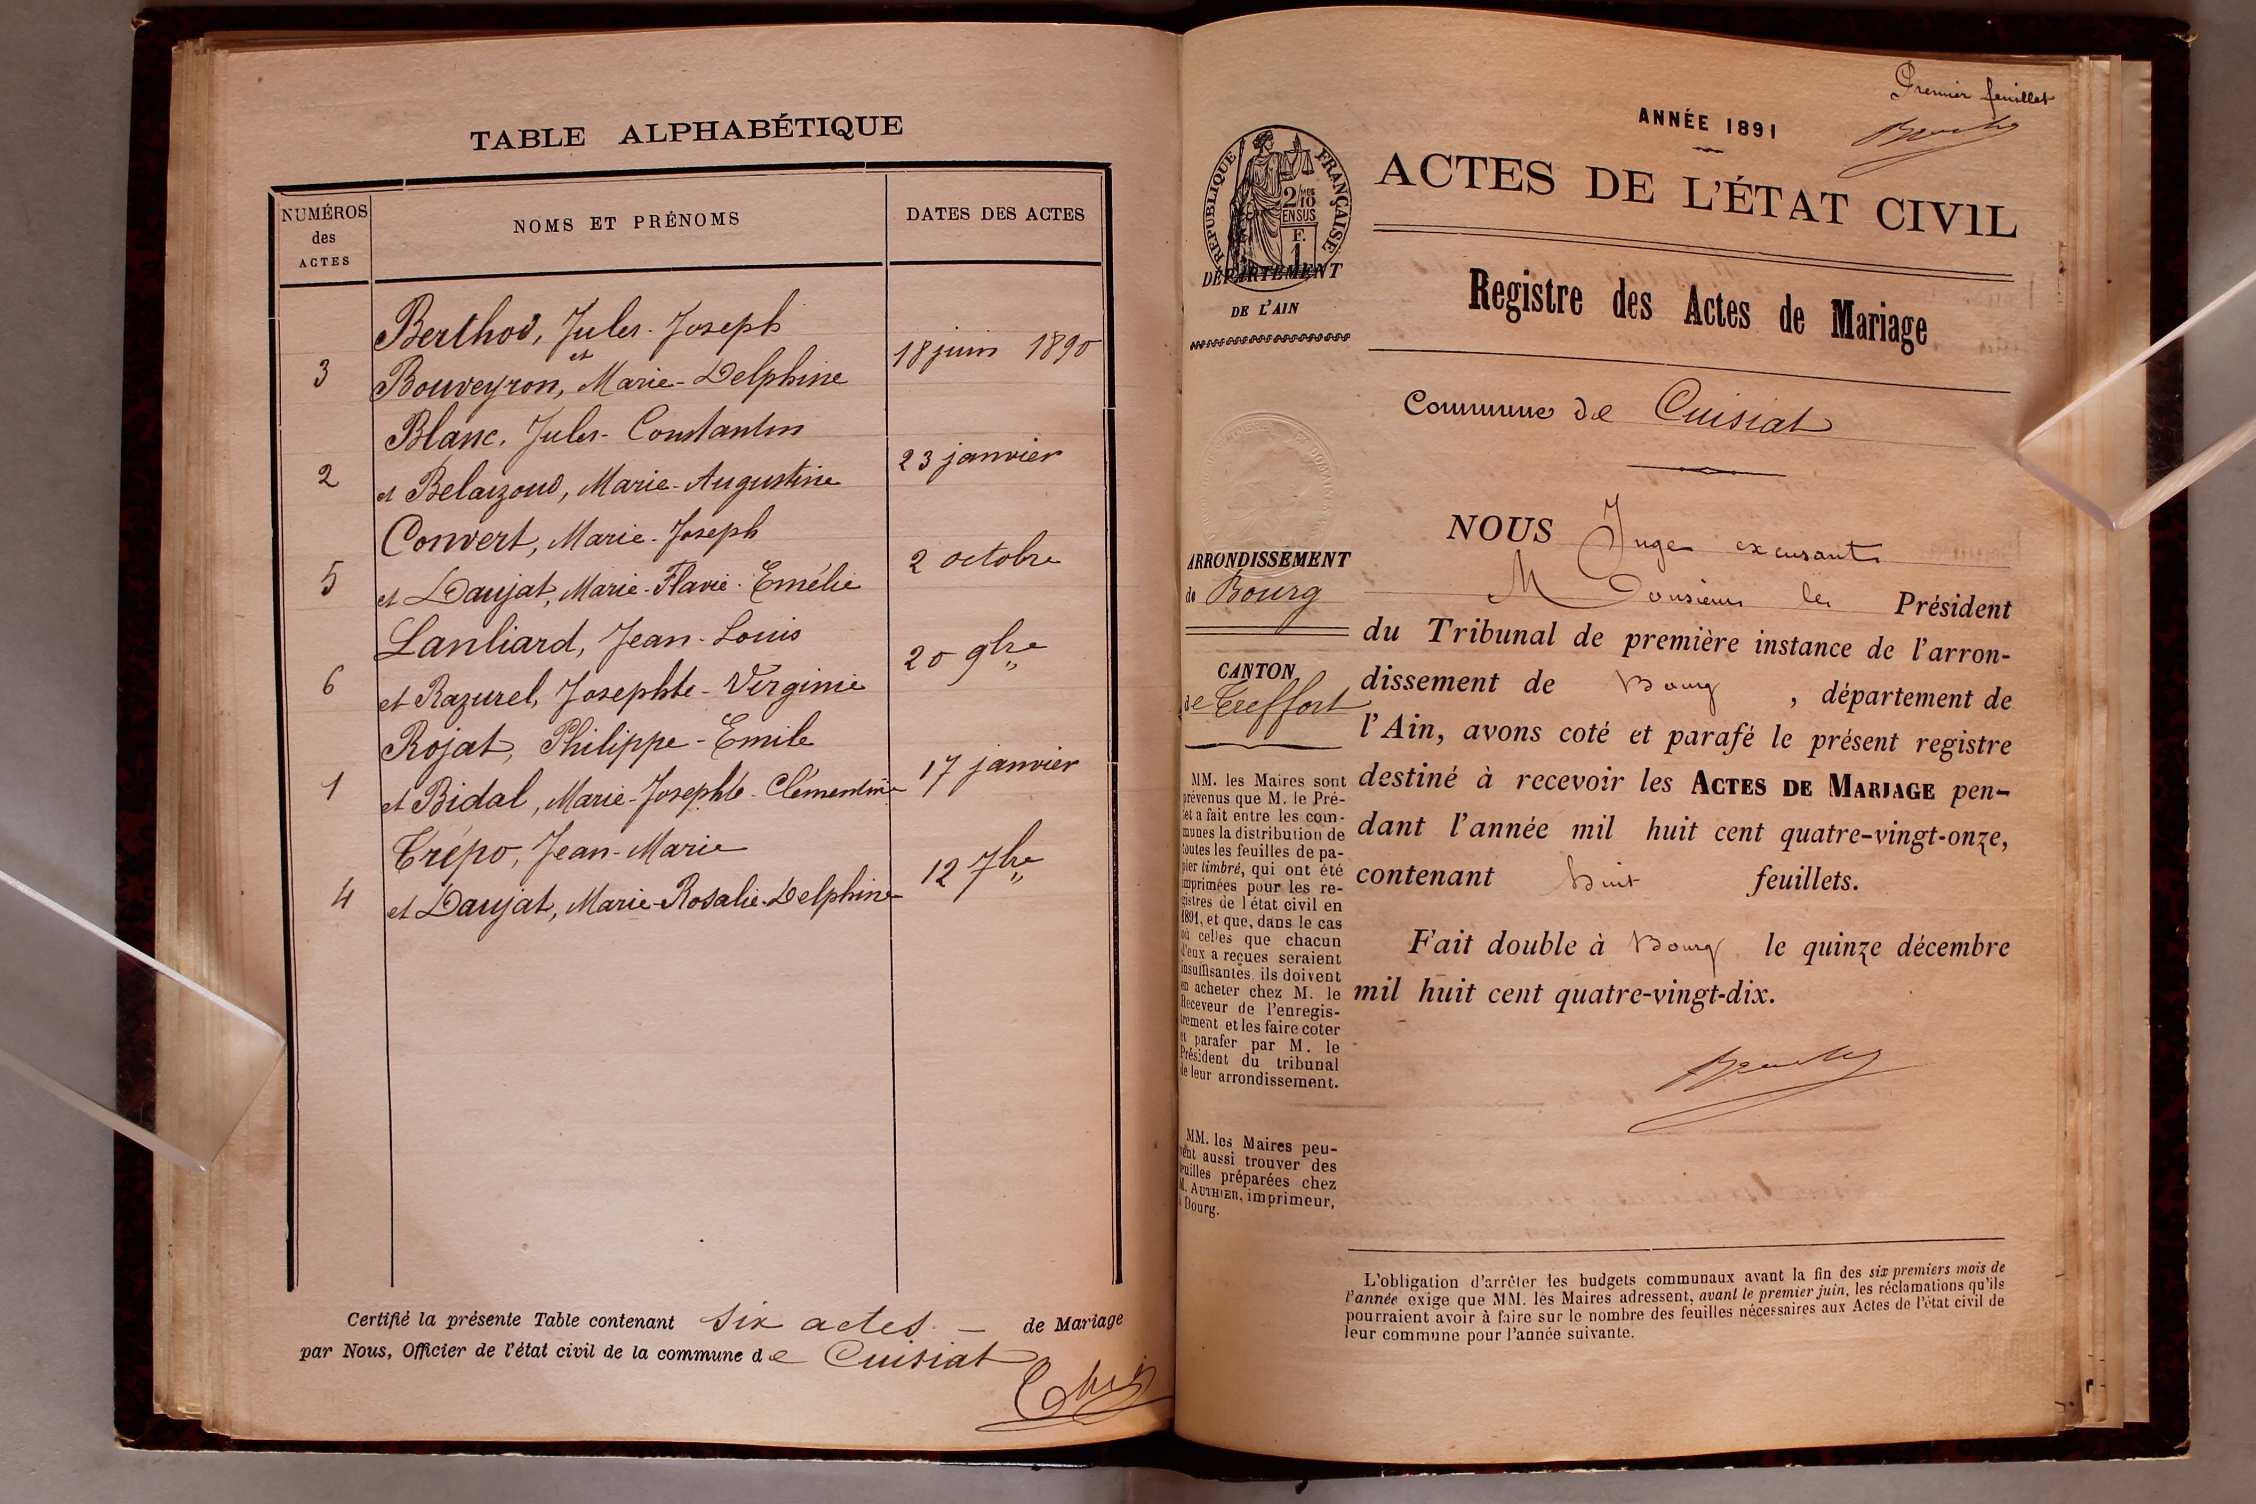 TABLE ALPHABÉTIQUE
NUMÉROS
des
ACTES
NOMS ET PRÉNOMS
DATES DES ACTES
Berthod, Jules-Joseph
et
3 Bouveyron, Marie-Delphine 18 juin 1890
Blanc, Jules-Constantin
2 et Belaizoud, Marie-Augustine 23 janvier
Convert, Marie-Joseph
5 et Daujat, Marie-Flavie-Emélie 2 octobre
Lanliard, Jean-Louis
6 et Razurel, Josephte-Virginie 20 9bre
Rojat, Philippe-Emile
1 et Bidal, Marie-Josephte-Clémentine 17 janvier
Trépo, Jean-Marie
4 et Daujat, Marie-Rosalie-Delphine 12 7bre
Certifié la présente Table contenant six actes — de Mariage
par Nous, Officier de l'état civil de la commune de Cuisiat
Premier feuillet
ANNÉE 1891
ACTES DE L'ÉTAT CIVIL
RÉPUBLIQUE FRANÇAISE
2/10
EN SUS
F.
1
DÉPARTEMENT
DE L'AIN
Registre des Actes de Mariage
Commune de Cuisiat
ARRONDISSEMENT
de Bourg
CANTON
de Treffort
MM. les Maires sont
prévenus que M. le Pré-
fet a fait entre les com-
munes la distribution de
toutes les feuilles de pa-
pier timbré, qui ont été
imprimées pour les re-
gistres de l'état civil en
1891, et que, dans le cas
où celles que chacun
d'eux a reçues seraient
insuffisantes, ils doivent
en acheter chez M. le
Receveur de l'enregis-
trement et les faire coter
et parafer par M. le
Président du tribunal
de leur arrondissement.
MM. les Maires peu-
vent aussi trouver des
feuilles préparées chez
M. AUTHIER, imprimeur,
à Bourg.
NOUS Juge excusant
Monsieur le Président
du Tribunal de première instance de l'arron-
dissement de Bourg, département de
l'Ain, avons coté et parafé le présent registre
destiné à recevoir les ACTES DE MARIAGE pen-
dant l'année mil huit cent quatre-vingt-onze,
contenant huit feuillets.
Fait double à Bourg le quinze décembre
mil huit cent quatre-vingt-dix.
L'obligation d'arrêter les budgets communaux avant la fin des six premiers mois de
l'année exige que MM. les Maires adressent, avant le premier juin, les réclamations qu'ils
pourraient avoir à faire sur le nombre des feuilles nécessaires aux Actes de l'état civil de
leur commune pour l'année suivante.